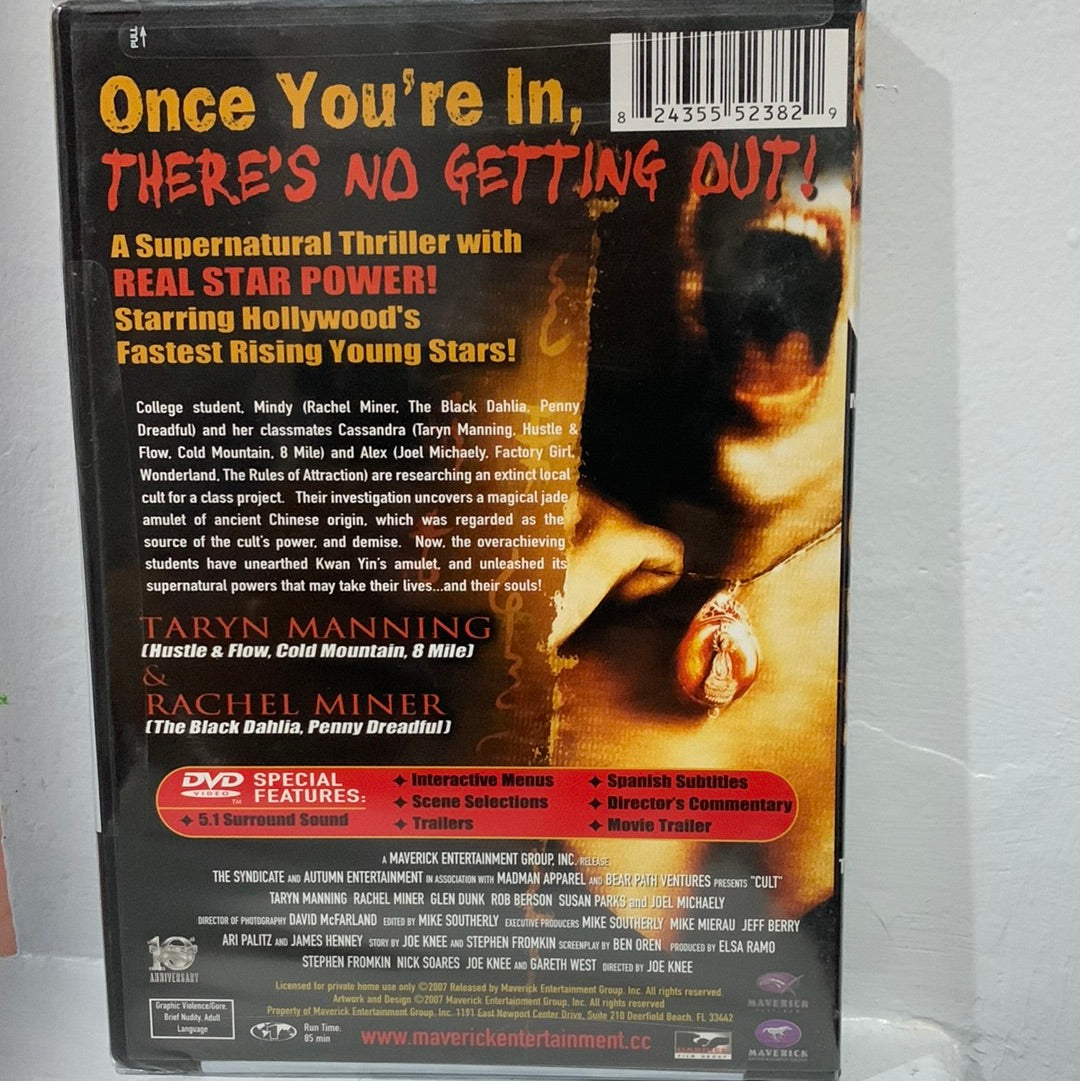 PULL
8 24355 52382 9
Once You're In,
THERE'S NO GETTING OUT!
A Supernatural Thriller with
REAL STAR POWER!
Starring Hollywood's
Fastest Rising Young Stars!
College student, Mindy (Rachel Miner, The Black Dahlia, Penny
Dreadful) and her classmates Cassandra (Taryn Manning, Hustle &
Flow, Cold Mountain, 8 Mile) and Alex (Joel Michaely, Factory Girl,
Wonderland, The Rules of Attraction) are researching an extinct local
cult for a class project. Their investigation uncovers a magical jade
amulet of ancient Chinese origin, which was regarded as the
source of the cult's power, and demise. Now, the overachieving
students have unearthed Kwan Yin's amulet, and unleashed its
supernatural powers that may take their lives...and their souls!
TARYN MANNING
(Hustle & Flow, Cold Mountain, 8 Mile)
&
RACHEL MINER
(The Black Dahlia, Penny Dreadful)
DVD VIDEO TM SPECIAL FEATURES:
✦ 5.1 Surround Sound
✦ Interactive Menus
✦ Scene Selections
✦ Trailers
✦ Spanish Subtitles
✦ Director's Commentary
✦ Movie Trailer
A MAVERICK ENTERTAINMENT GROUP, INC. RELEASE
THE SYNDICATE AND AUTUMN ENTERTAINMENT IN ASSOCIATION WITH MADMAN APPAREL AND BEAR PATH VENTURES PRESENTS "CULT"
TARYN MANNING RACHEL MINER GLEN DUNK ROB BERSON SUSAN PARKS AND JOEL MICHAELY
DIRECTOR OF PHOTOGRAPHY DAVID McFARLAND EDITED BY MIKE SOUTHERLY EXECUTIVE PRODUCERS MIKE SOUTHERLY MIKE MIERAU JEFF BERRY
ARI PALITZ AND JAMES HENNEY STORY BY JOE KNEE AND STEPHEN FROMKIN SCREENPLAY BY BEN OREN PRODUCED BY ELSA RAMO
STEPHEN FROMKIN NICK SOARES JOE KNEE AND GARETH WEST DIRECTED BY JOE KNEE
10th ANNIVERSARY
Licensed for private home use only ©2007 Released by Maverick Entertainment Group, Inc. All rights reserved.
Artwork and Design ©2007 Maverick Entertainment Group, Inc. All rights reserved
Property of Maverick Entertainment Group, Inc. 1191 East Newport Center Drive, Suite 210 Deerfield Beach, FL 33442
Graphic Violence/Gore,
Brief Nudity, Adult
Language
Run Time:
85 min
www.maverickentertainment.cc
FILM GROUP
MAVERICK
MAVERICK
ENTERTAINMENT GROUP